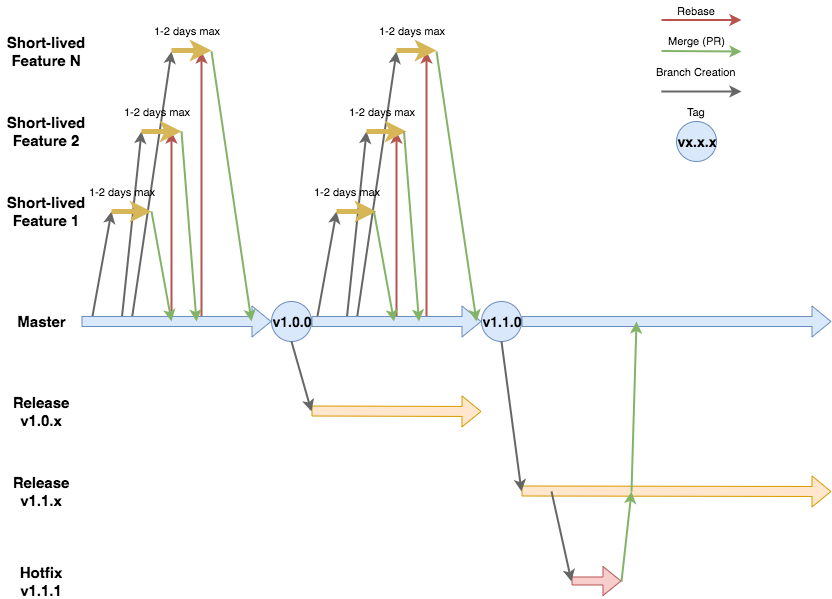 Rebase
Merge (PR)
Branch Creation
Tag
vx.x.x
Short-lived
Feature N
1-2 days max
1-2 days max
Short-lived
Feature 2
1-2 days max
1-2 days max
Short-lived
Feature 1
1-2 days max
1-2 days max
Master
v1.0.0
v1.1.0
Release
v1.0.x
Release
v1.1.x
Hotfix
v1.1.1